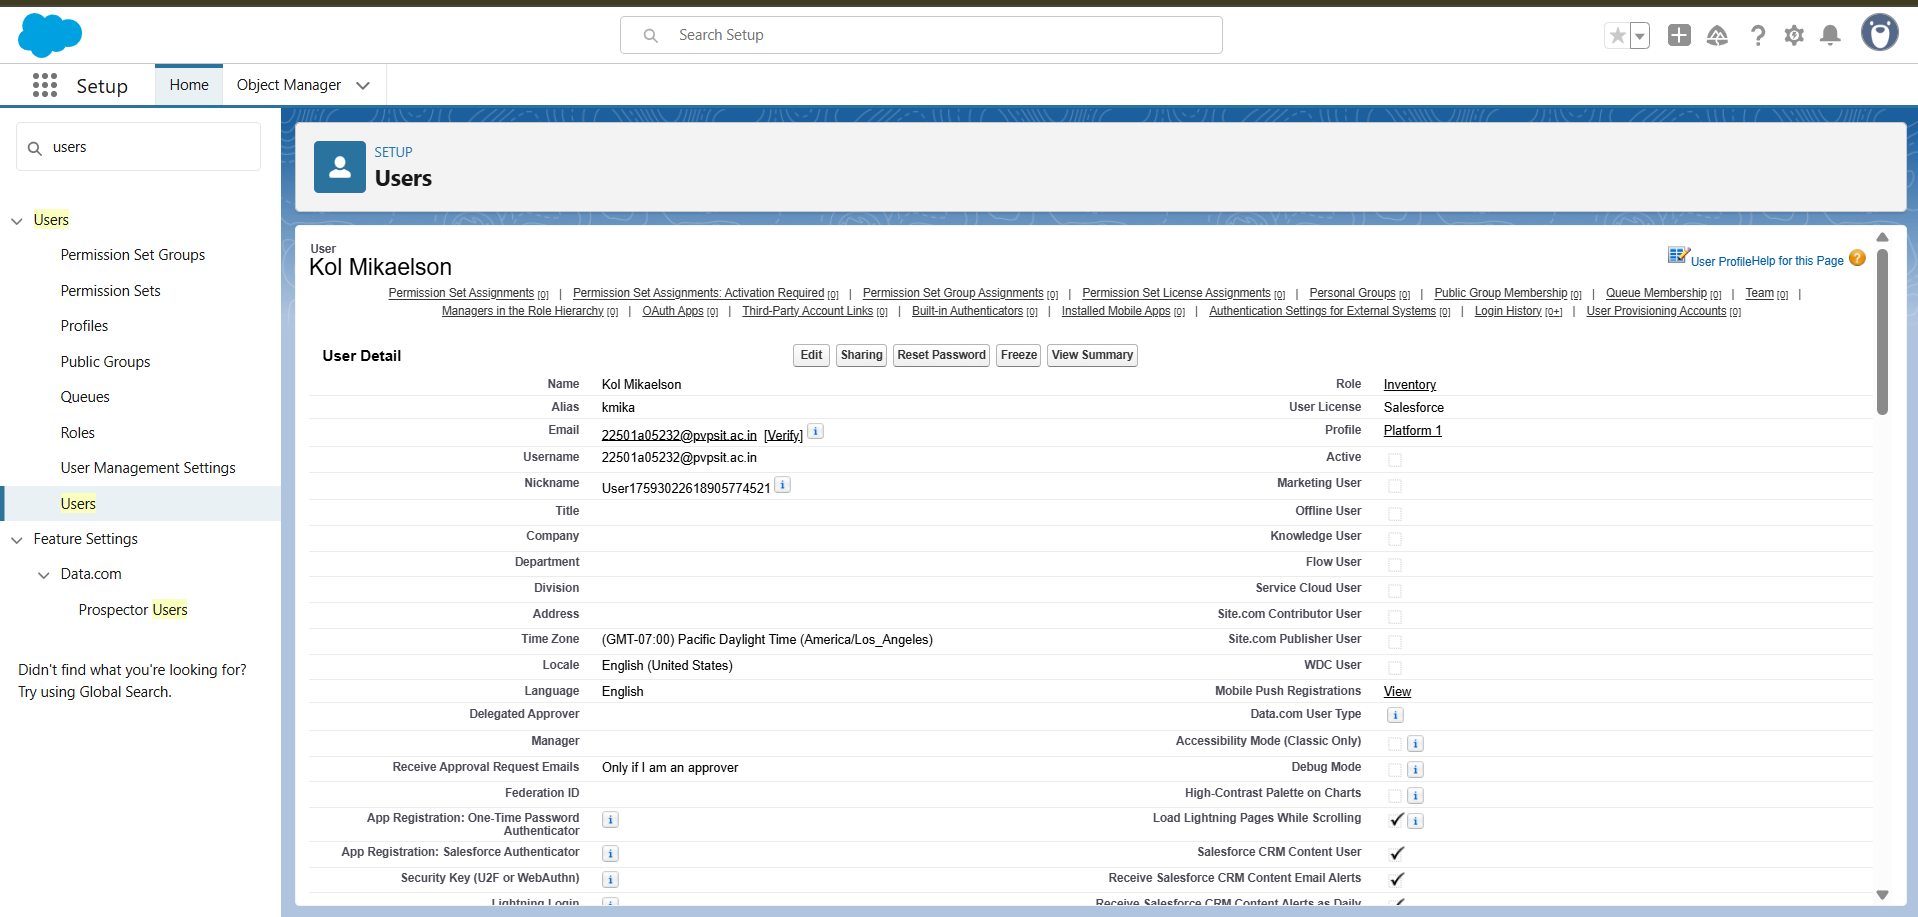 Search Setup
Setup
Home
Object Manager
users
Users
Permission Set Groups
Permission Sets
Profiles
Public Groups
Queues
Roles
User Management Settings
Users
Feature Settings
Data.com
Prospector Users
Didn't find what you're looking for?
Try using Global Search.
SETUP
Users
User
Kol Mikaelson
User Profile Help for this Page
Permission Set Assignments [0] | Permission Set Assignments: Activation Required [0] | Permission Set Group Assignments [0] | Permission Set License Assignments [0] | Personal Groups [0] | Public Group Membership [0] | Queue Membership [0] | Team [0] |
Managers in the Role Hierarchy [0] | OAuth Apps [0] | Third-Party Account Links [0] | Built-in Authenticators [0] | Installed Mobile Apps [0] | Authentication Settings for External Systems [0] | Login History [0+] | User Provisioning Accounts [0]
User Detail
Edit Sharing Reset Password Freeze View Summary
Name Kol Mikaelson Role Inventory
Alias kmika User License Salesforce
Email 22501a05232@pvpsit.ac.in [Verify] Profile Platform 1
Username 22501a05232@pvpsit.ac.in Active
Nickname User17593022618905774521 Marketing User
Title Offline User
Company Knowledge User
Department Flow User
Division Service Cloud User
Address Site.com Contributor User
Time Zone (GMT-07:00) Pacific Daylight Time (America/Los_Angeles) Site.com Publisher User
Locale English (United States) WDC User
Language English Mobile Push Registrations View
Delegated Approver Data.com User Type
Manager Accessibility Mode (Classic Only)
Receive Approval Request Emails Only if I am an approver Debug Mode
Federation ID High-Contrast Palette on Charts
App Registration: One-Time Password Authenticator Load Lightning Pages While Scrolling
App Registration: Salesforce Authenticator Salesforce CRM Content User
Security Key (U2F or WebAuthn) Receive Salesforce CRM Content Email Alerts
Lightning Login Receive Salesforce CRM Content Alerts as Daily